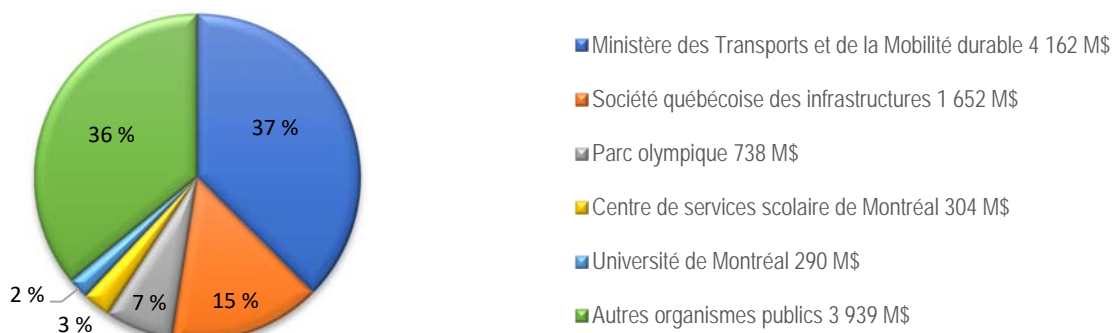 36 %
37 %
2 %
3 %
7 %
15 %
Ministère des Transports et de la Mobilité durable 4 162 M$
Société québécoise des infrastructures 1 652 M$
Parc olympique 738 M$
Centre de services scolaire de Montréal 304 M$
Université de Montréal 290 M$
Autres organismes publics 3 939 M$